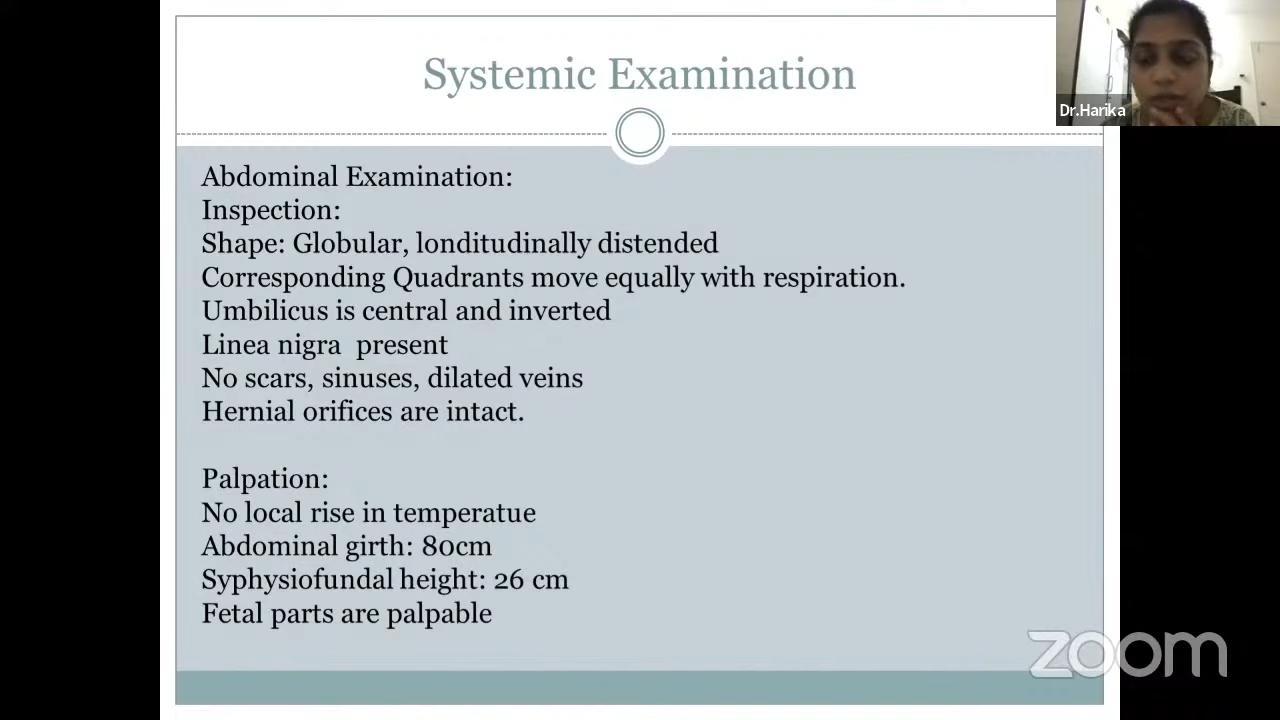 Systemic Examination
Dr.Harika
Abdominal Examination:
Inspection:
Shape: Globular, londitudinally distended
Corresponding Quadrants move equally with respiration.
Umbilicus is central and inverted
Linea nigra  present
No scars, sinuses, dilated veins
Hernial orifices are intact.
Palpation:
No local rise in temperatue
Abdominal girth: 80cm
Syphysiofundal height: 26 cm
Fetal parts are palpable
zoom